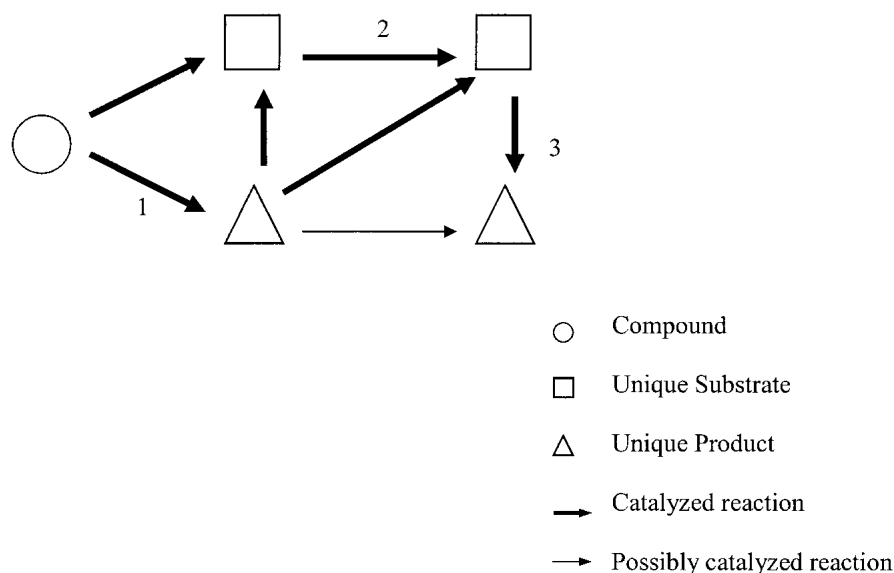 2
3
1
Compound
Unique Substrate
Unique Product
Catalyzed reaction
Possibly catalyzed reaction